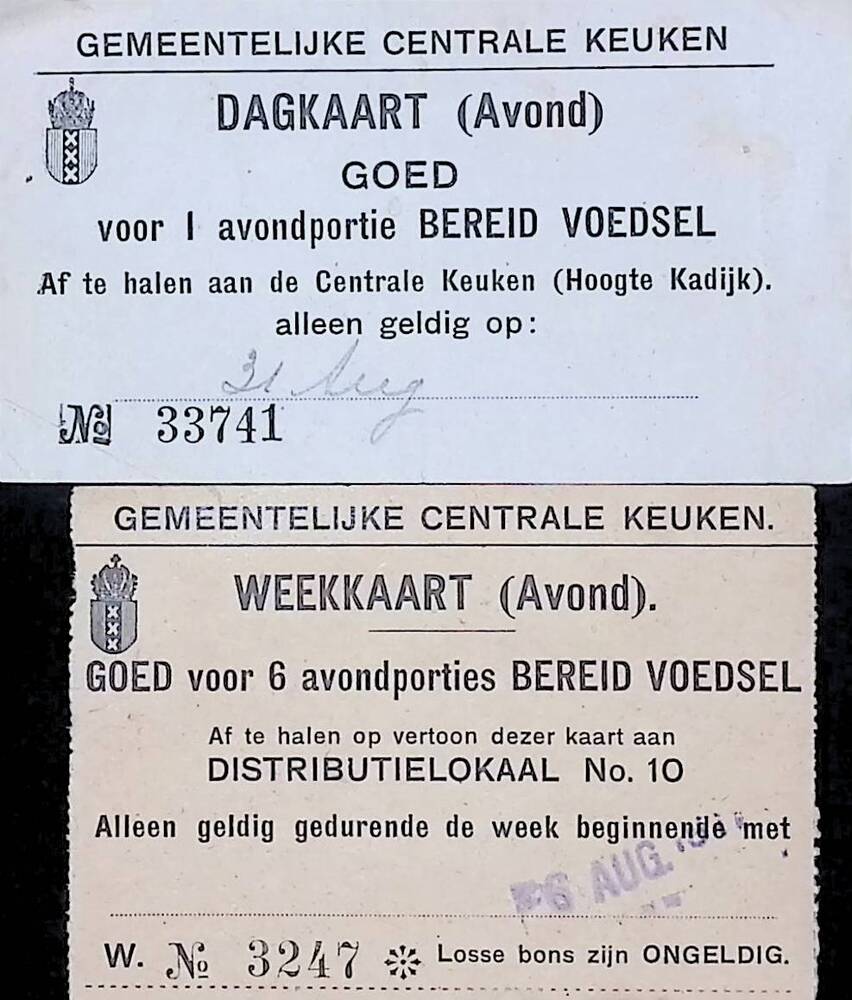 GEMEENTELIJKE CENTRALE KEUKEN
DAGKAART (Avond)
GOED
voor 1 avondportie BEREID VOEDSEL
Af te halen aan de Centrale Keuken (Hoogte Kadijk).
alleen geldig op:
31 Aug
№ 33741
GEMEENTELIJKE CENTRALE KEUKEN.
WEEKKAART (Avond).
GOED voor 6 avondporties BEREID VOEDSEL
Af te halen op vertoon dezer kaart aan
DISTRIBUTIELOKAAL No. 10
Alleen geldig gedurende de week beginnende met
AUG.
W. № 3247 Losse bons zijn ONGELDIG.